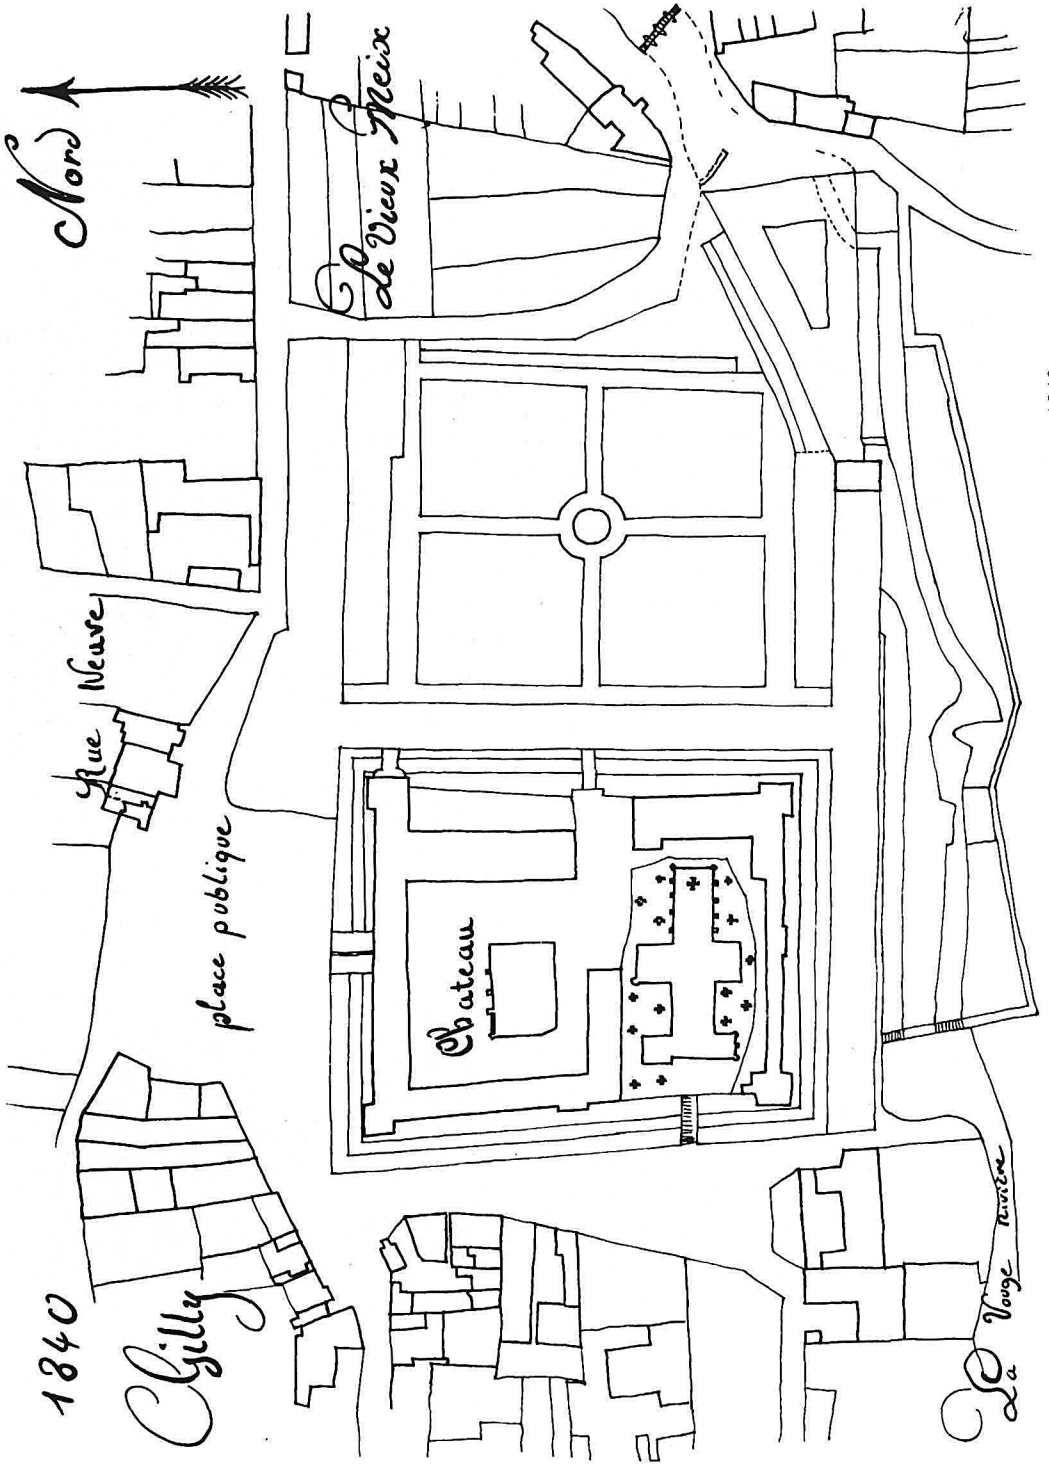 1840
Gilly
Nord
Rue Neuve
place publique
Le Vieux Meix
Chateau
La Vouge Rivière